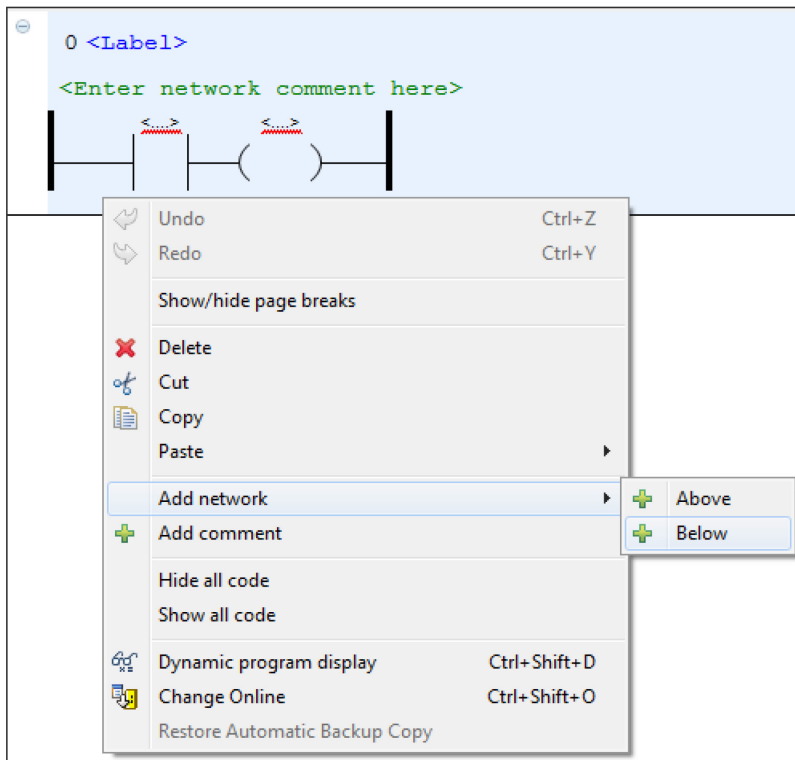 0 <Label>
<Enter network comment here>
<....> <....>
Undo Ctrl+Z
Redo Ctrl+Y
Show/hide page breaks
Delete
Cut
Copy
Paste
Add network
Above
Add comment
Below
Hide all code
Show all code
Dynamic program display Ctrl+Shift+D
Change Online Ctrl+Shift+O
Restore Automatic Backup Copy